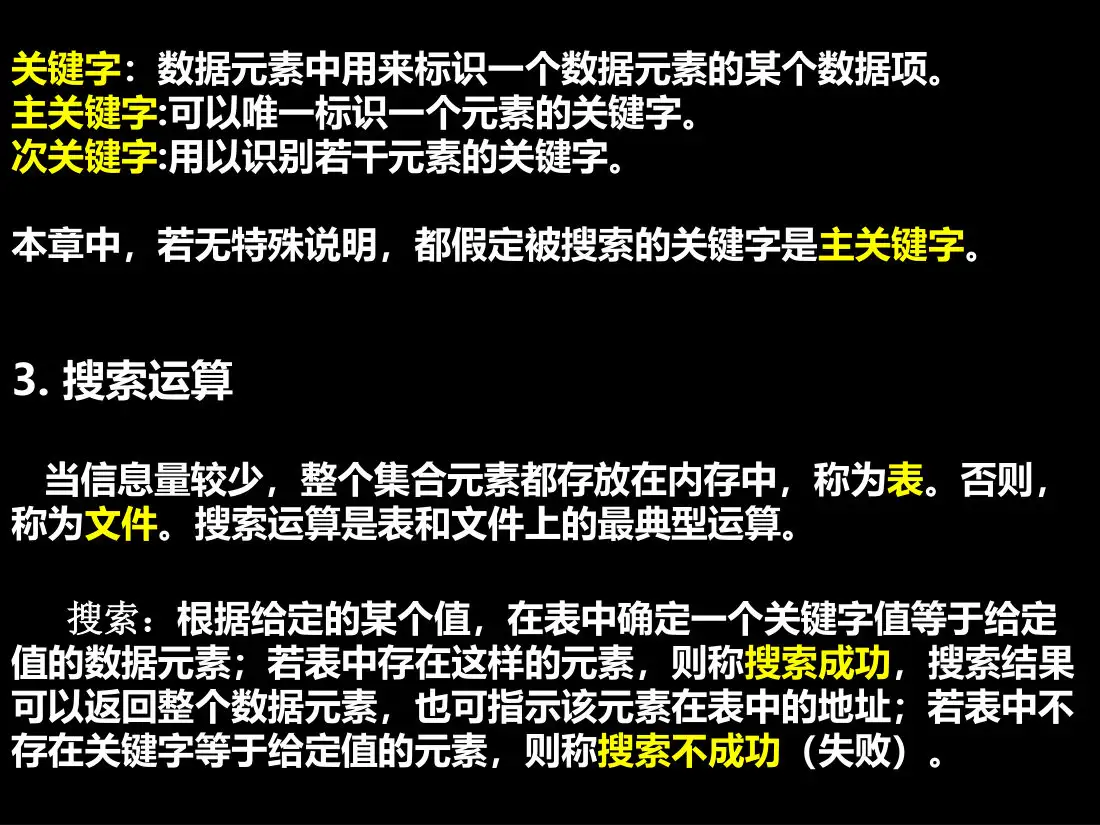 关键字：数据元素中用来标识一个数据元素的某个数据项。
主关键字:可以唯一标识一个元素的关键字。
次关键字:用以识别若干元素的关键字。
本章中，若无特殊说明，都假定被搜索的关键字是主关键字。
3. 搜索运算
当信息量较少，整个集合元素都存放在内存中，称为表。否则，
称为文件。搜索运算是表和文件上的最典型运算。
搜索：根据给定的某个值，在表中确定一个关键字值等于给定
值的数据元素；若表中存在这样的元素，则称搜索成功，搜索结果
可以返回整个数据元素，也可指示该元素在表中的地址；若表中不
存在关键字等于给定值的元素，则称搜索不成功（失败）。